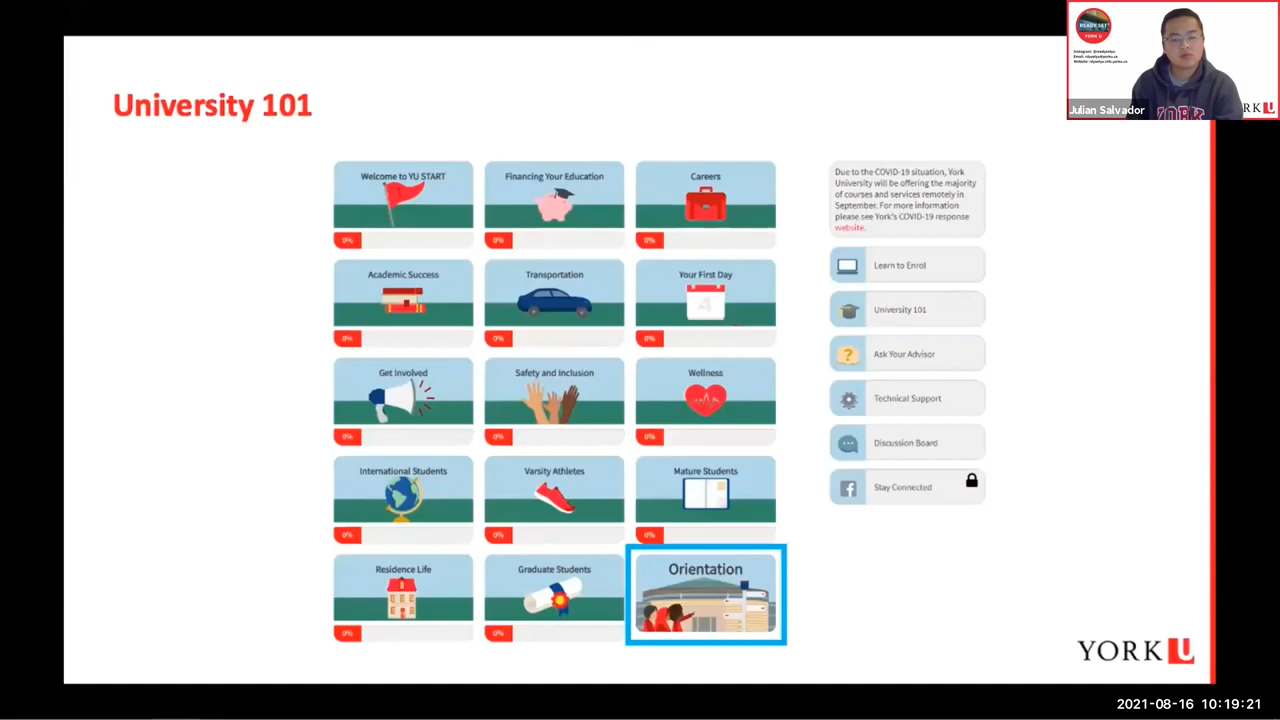 University 101
Welcome to YU START
Financing Your Education
Careers
0%
0%
0%
Academic Success
Transportation
Your First Day
4
0%
0%
0%
Get Involved
Safety and Inclusion
Wellness
0%
0%
0%
International Students
Varsity Athletes
Mature Students
0%
0%
0%
Residence Life
Graduate Students
Orientation
0%
0%
Due to the COVID-19 situation, York
University will be offering the majority
of courses and services remotely in
September. For more information
please see York's COVID-19 response
website.
Learn to Enrol
University 101
Ask Your Advisor
Technical Support
Discussion Board
Stay Connected
READY SET
YORK U
Julian Salvador
YORK
RK U
YORK U
2021-08-16 10:19:21